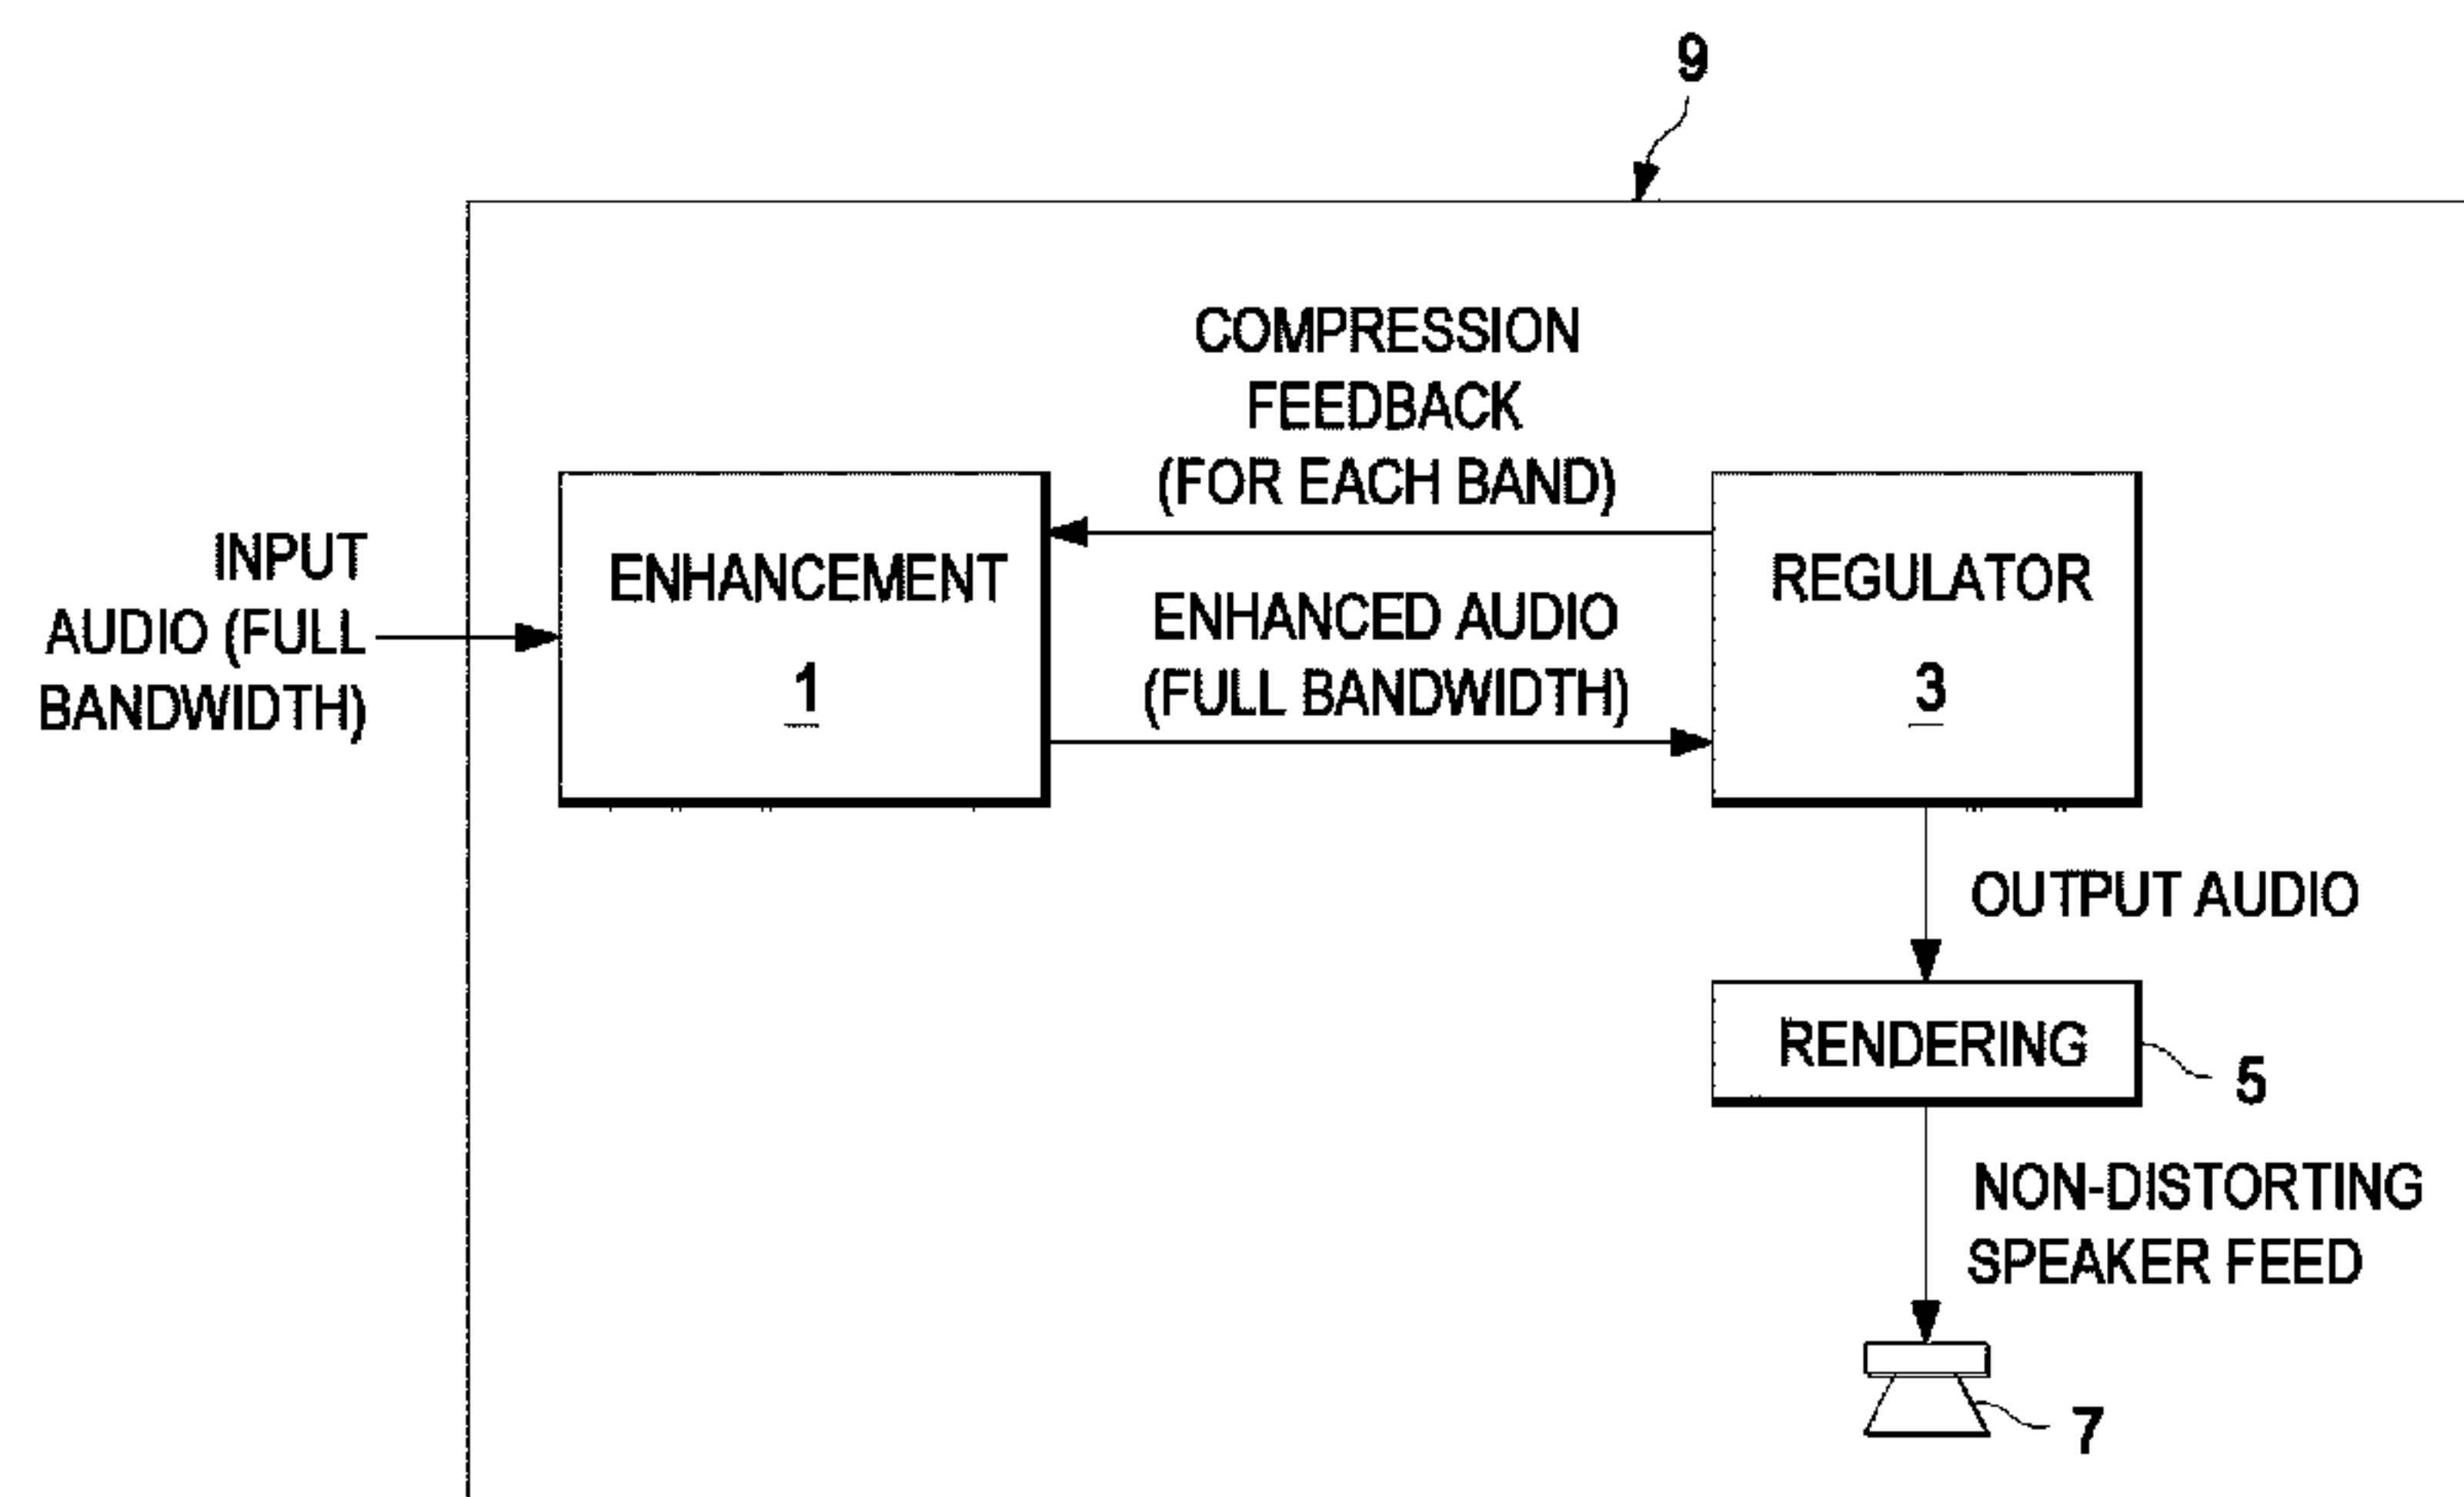 9
COMPRESSION
FEEDBACK
(FOR EACH BAND)
INPUT
AUDIO (FULL
BANDWIDTH)
ENHANCEMENT
1
ENHANCED AUDIO
(FULL BANDWIDTH)
REGULATOR
3
OUTPUT AUDIO
RENDERING
5
NON-DISTORTING
SPEAKER FEED
7